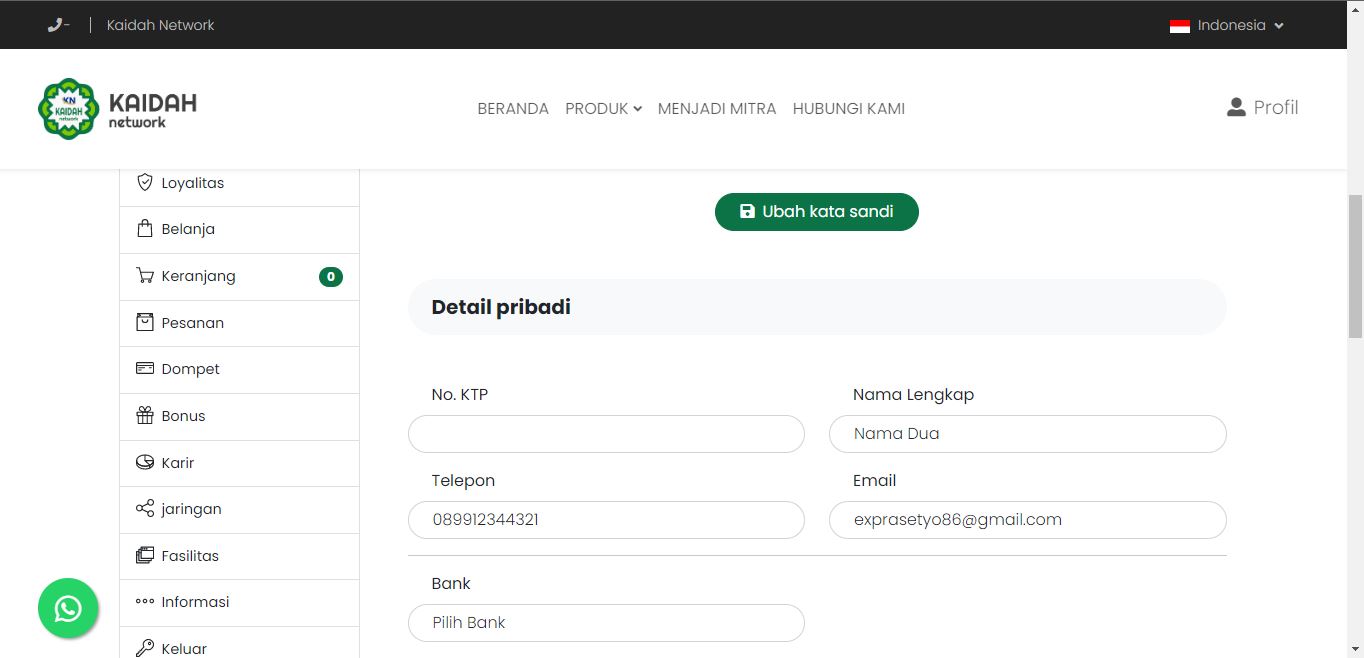 -
Kaidah Network
Indonesia
KN
KAIDAH
network
KAIDAH
network
BERANDA
PRODUK
MENJADI MITRA
HUBUNGI KAMI
Profil
Loyalitas
Belanja
Keranjang 0
Pesanan
Dompet
Bonus
Karir
jaringan
Fasilitas
Informasi
Keluar
Ubah kata sandi
Detail pribadi
No. KTP
Nama Lengkap
Nama Dua
Telepon
Email
089912344321
exprasetyo86@gmail.com
Bank
Pilih Bank